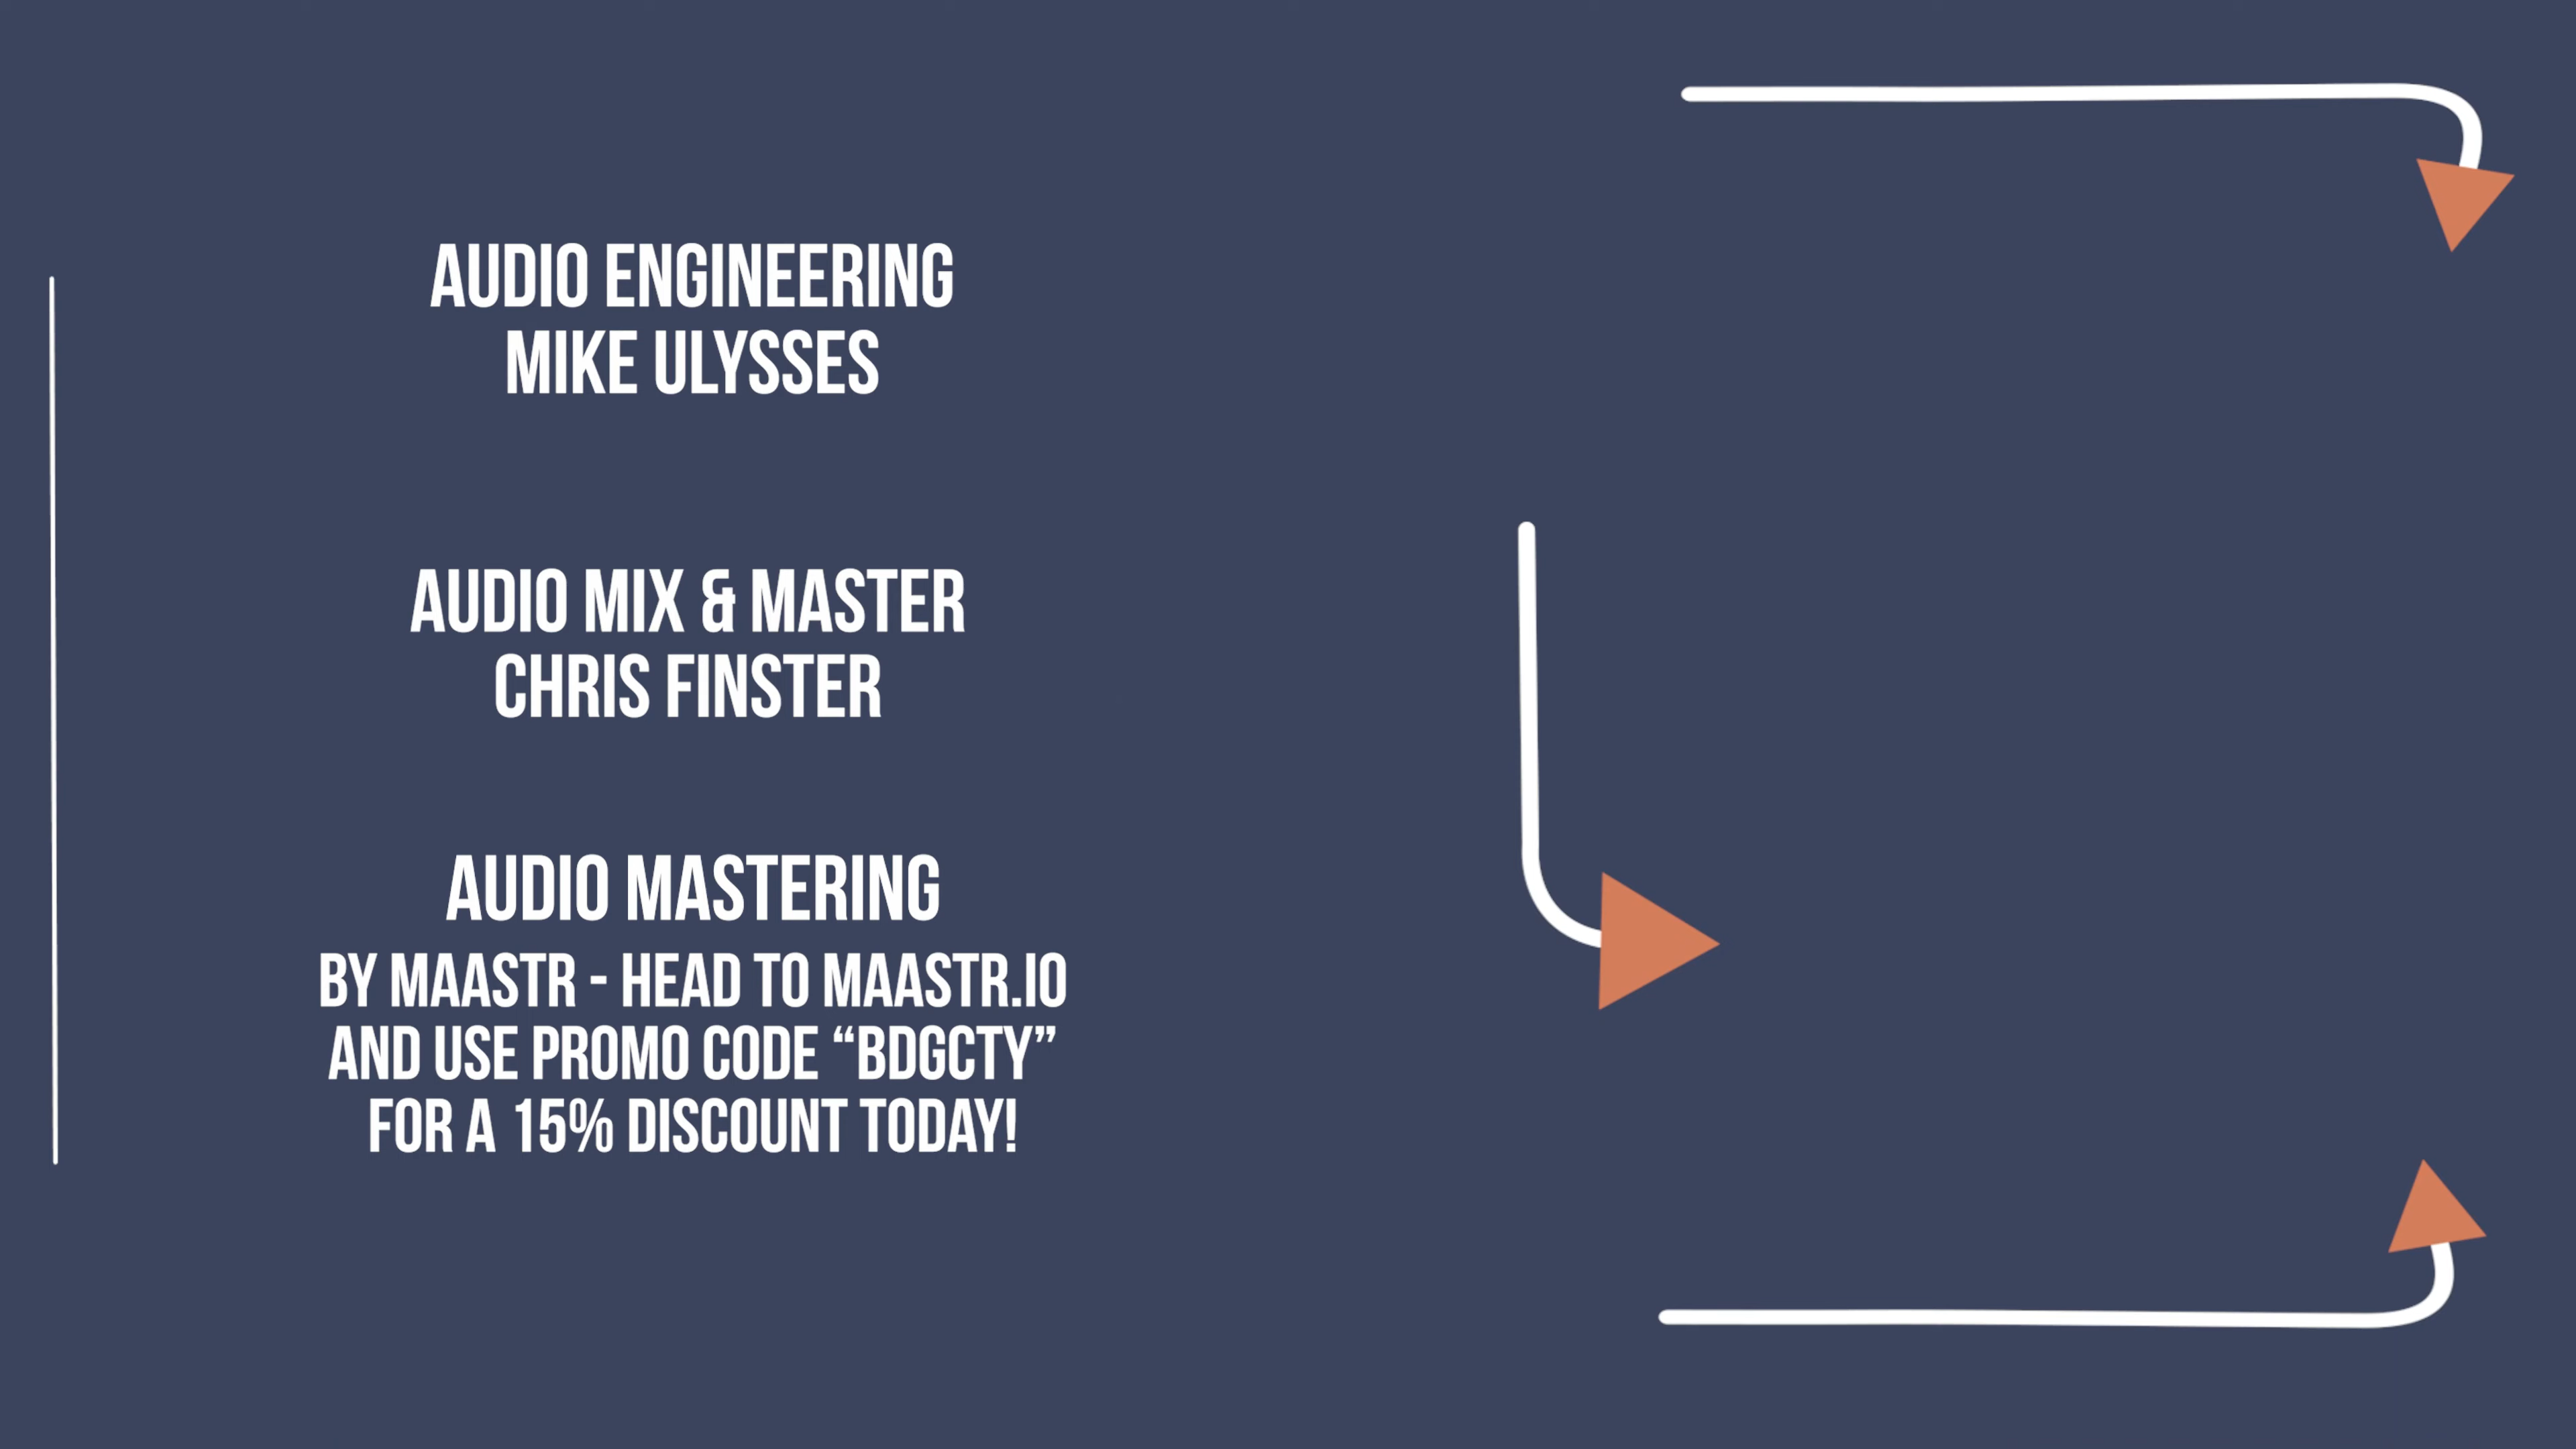 AUDIO ENGINEERING
MIKE ULYSSES
AUDIO MIX & MASTER
CHRIS FINSTER
AUDIO MASTERING
BY MAASTR - HEAD TO MAASTR.IO
AND USE PROMO CODE “BDGCTY”
FOR A 15% DISCOUNT TODAY!